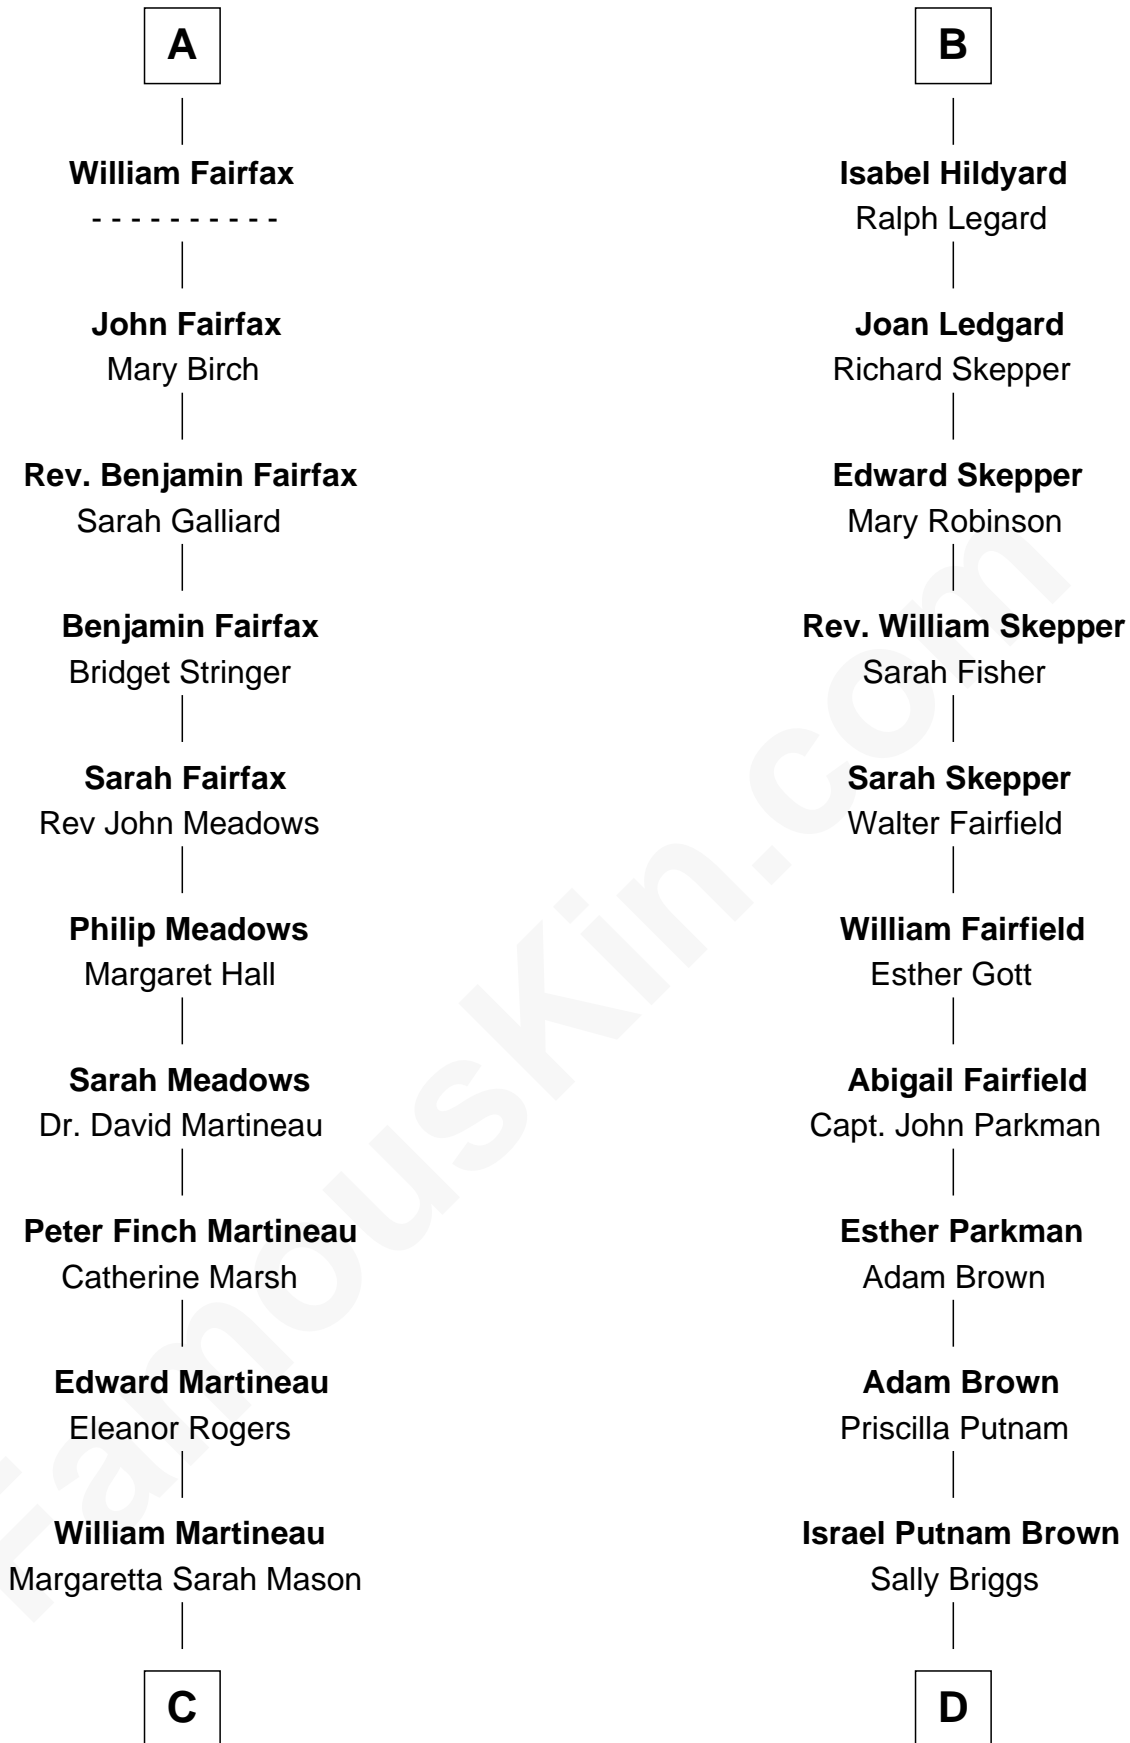 A
William Fairfax
- - - - - - - - - -
John Fairfax
Mary Birch
Rev. Benjamin Fairfax
Sarah Galliard
Benjamin Fairfax
Bridget Stringer
Sarah Fairfax
Rev John Meadows
Philip Meadows
Margaret Hall
Sarah Meadows
Dr. David Martineau
Peter Finch Martineau
Catherine Marsh
Edward Martineau
Eleanor Rogers
William Martineau
Margaretta Sarah Mason
C
B
Isabel Hildyard
Ralph Legard
Joan Ledgard
Richard Skepper
Edward Skepper
Mary Robinson
Rev. William Skepper
Sarah Fisher
Sarah Skepper
Walter Fairfield
William Fairfield
Esther Gott
Abigail Fairfield
Capt. John Parkman
Esther Parkman
Adam Brown
Adam Brown
Priscilla Putnam
Israel Putnam Brown
Sally Briggs
D
FamousKin.com